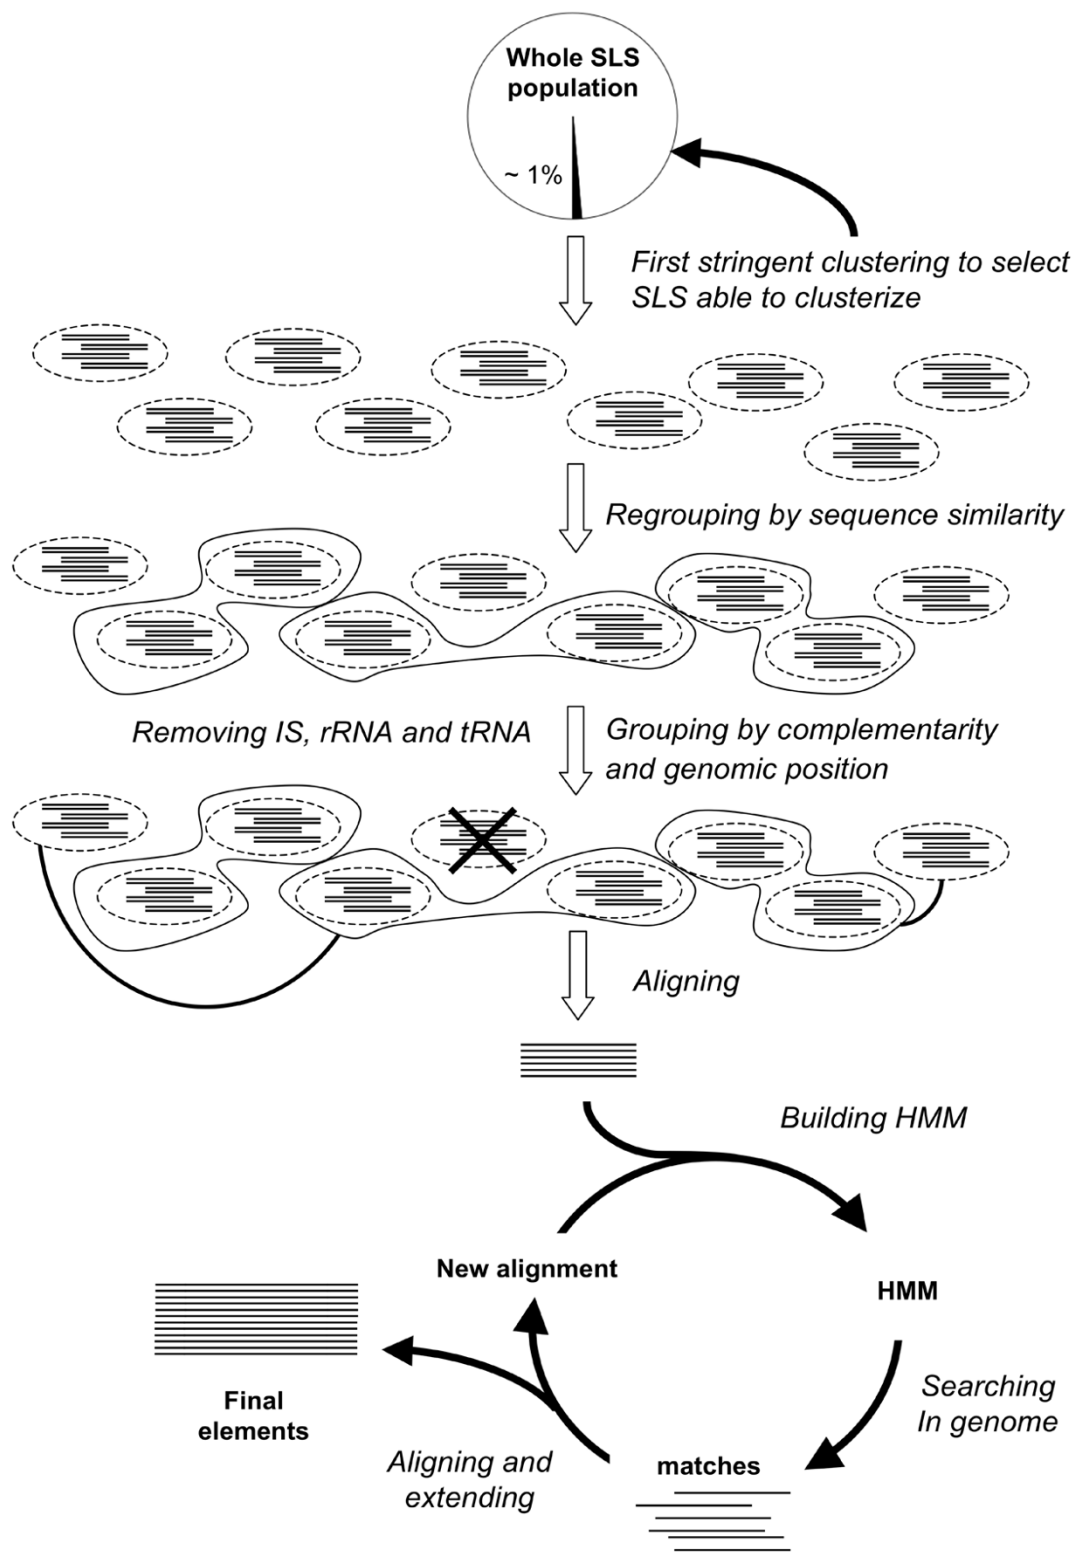 Whole SLS
population
~ 1%
First stringent clustering to select
SLS able to clusterize
Regrouping by sequence similarity
Removing IS, rRNA and tRNA
Grouping by complementarity
and genomic position
Aligning
Building HMM
New alignment
HMM
Final
elements
Searching
In genome
Aligning and
extending
matches